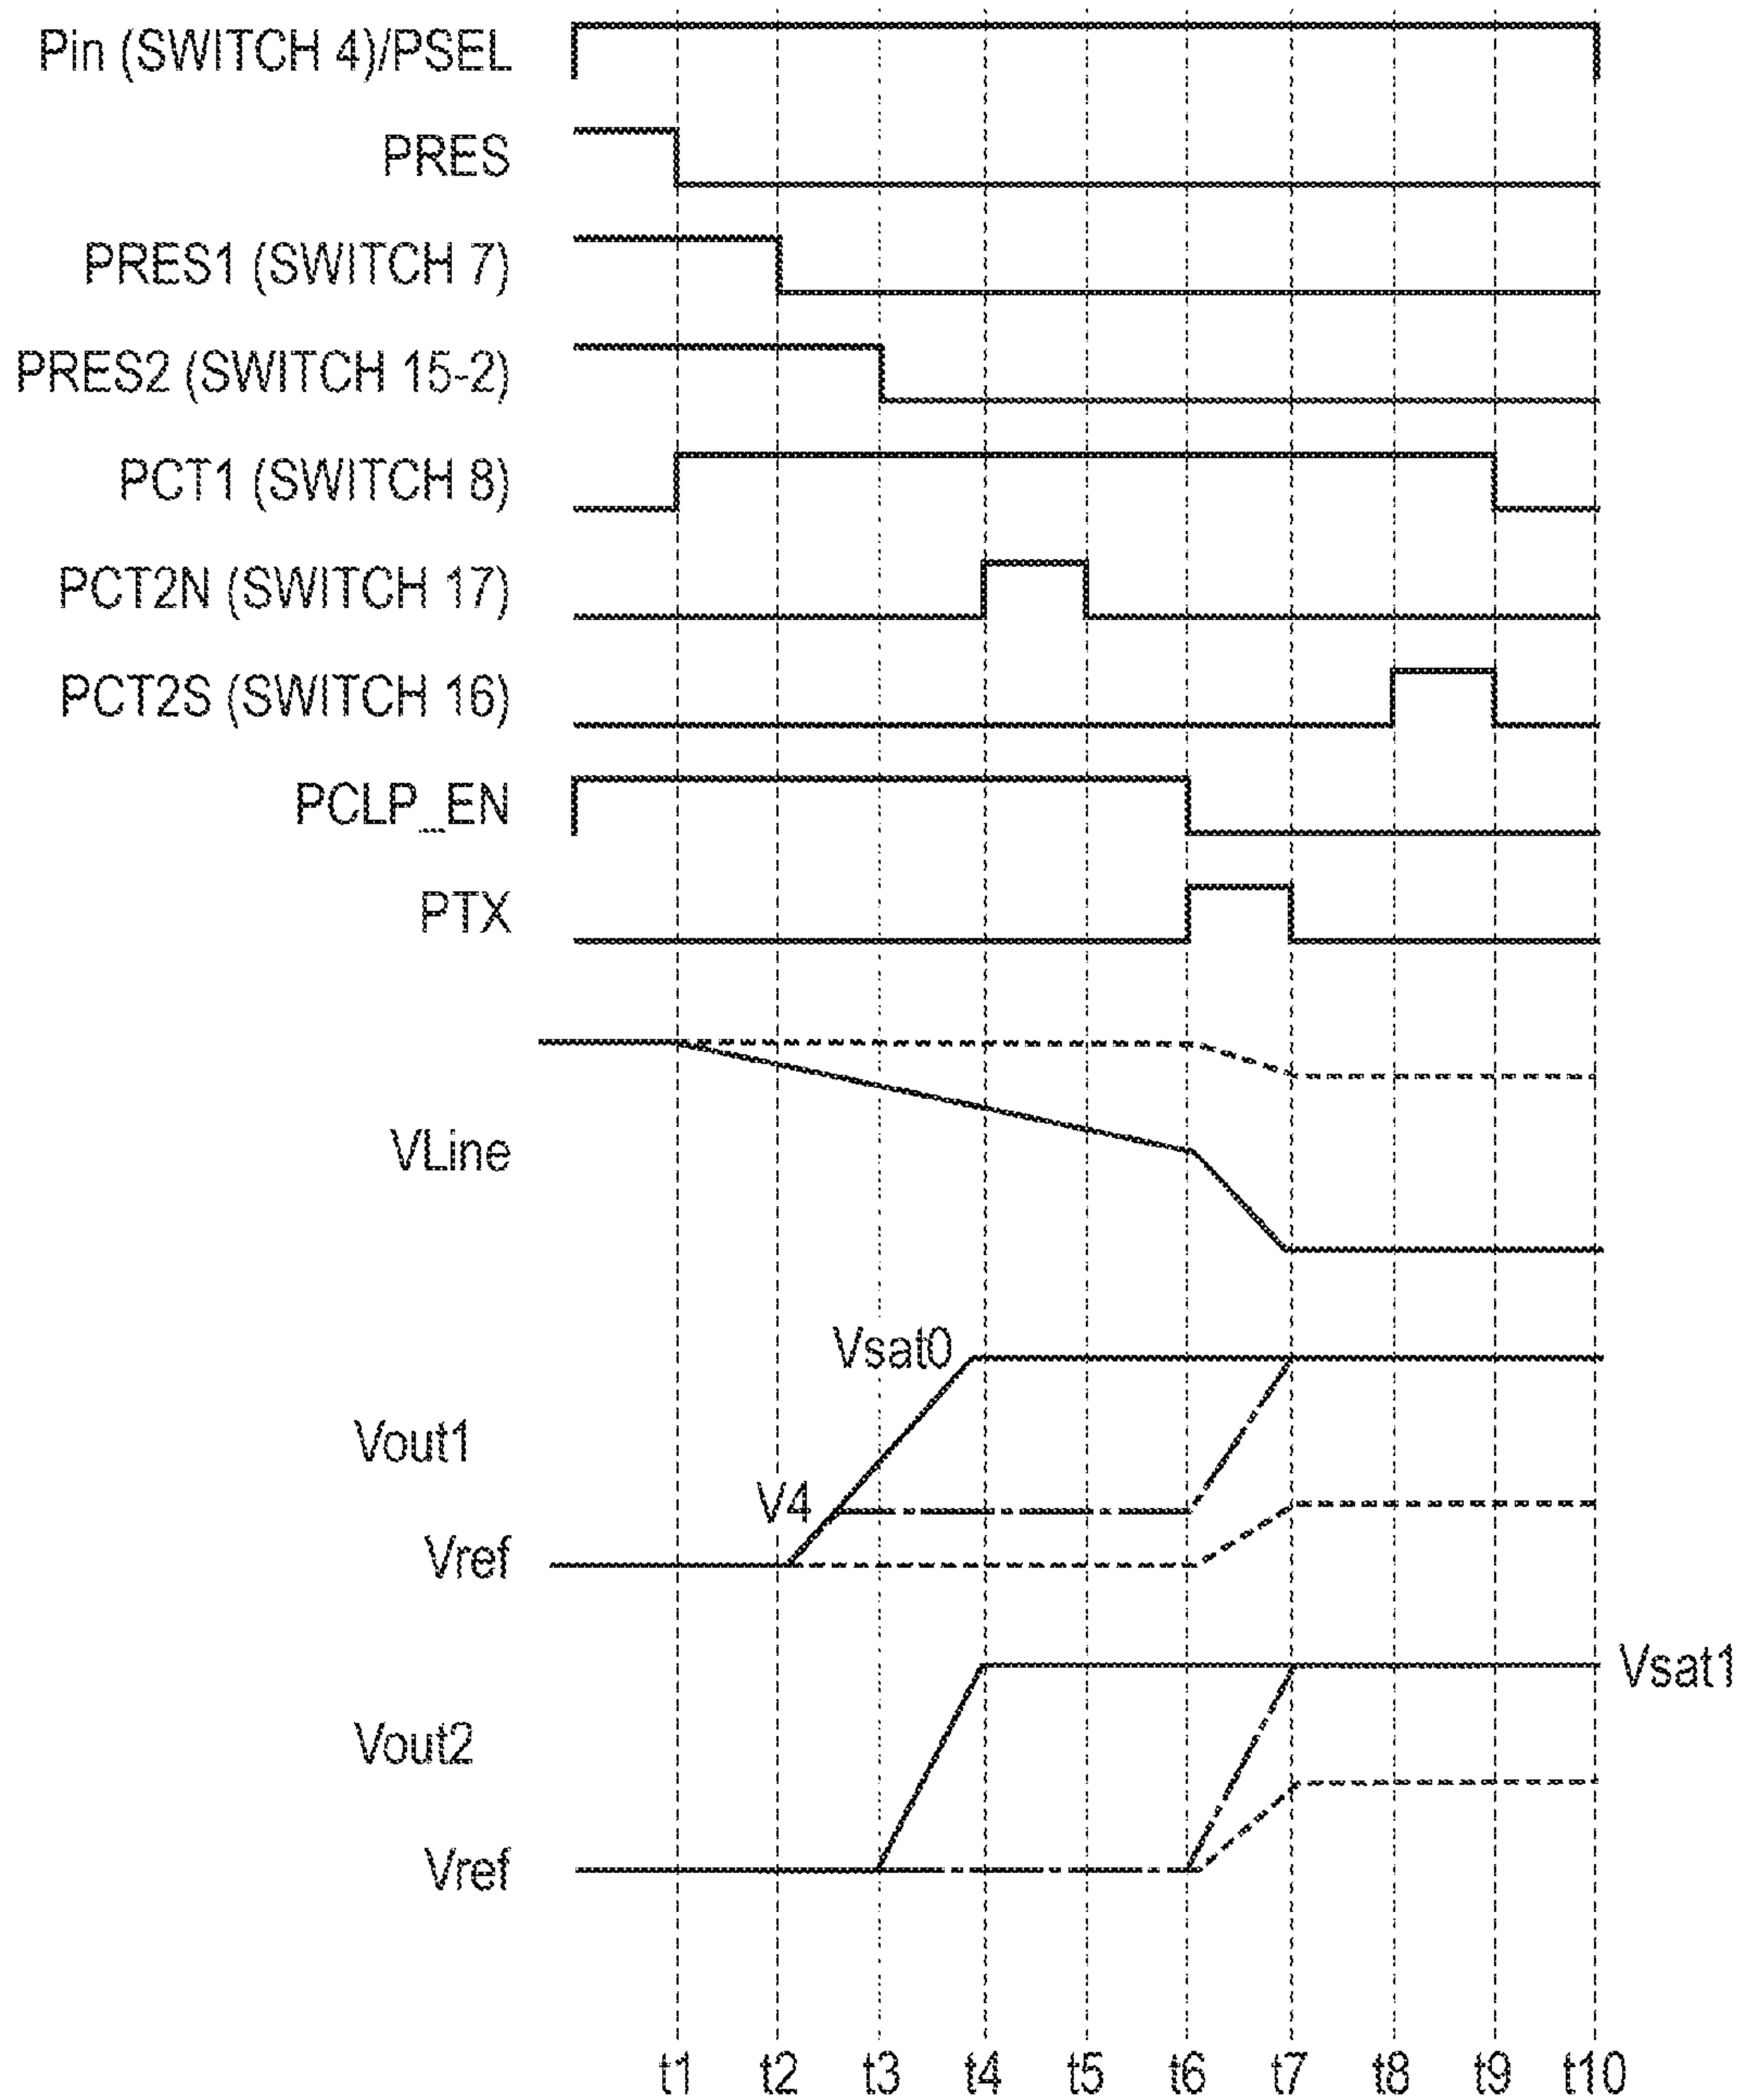 Pin (SWITCH 4)/PSEL
PRES
PRES1 (SWITCH 7)
PRES2 (SWITCH 15-2)
PCT1 (SWITCH 8)
PCT2N (SWITCH 17)
PCT2S (SWITCH 16)
PCLP_EN
PTX
VLine
Vsat0
Vout1
V4
Vref
Vsat1
Vout2
Vref
t1 t2 t3 t4 t5 t6 t7 t8 t9 t10